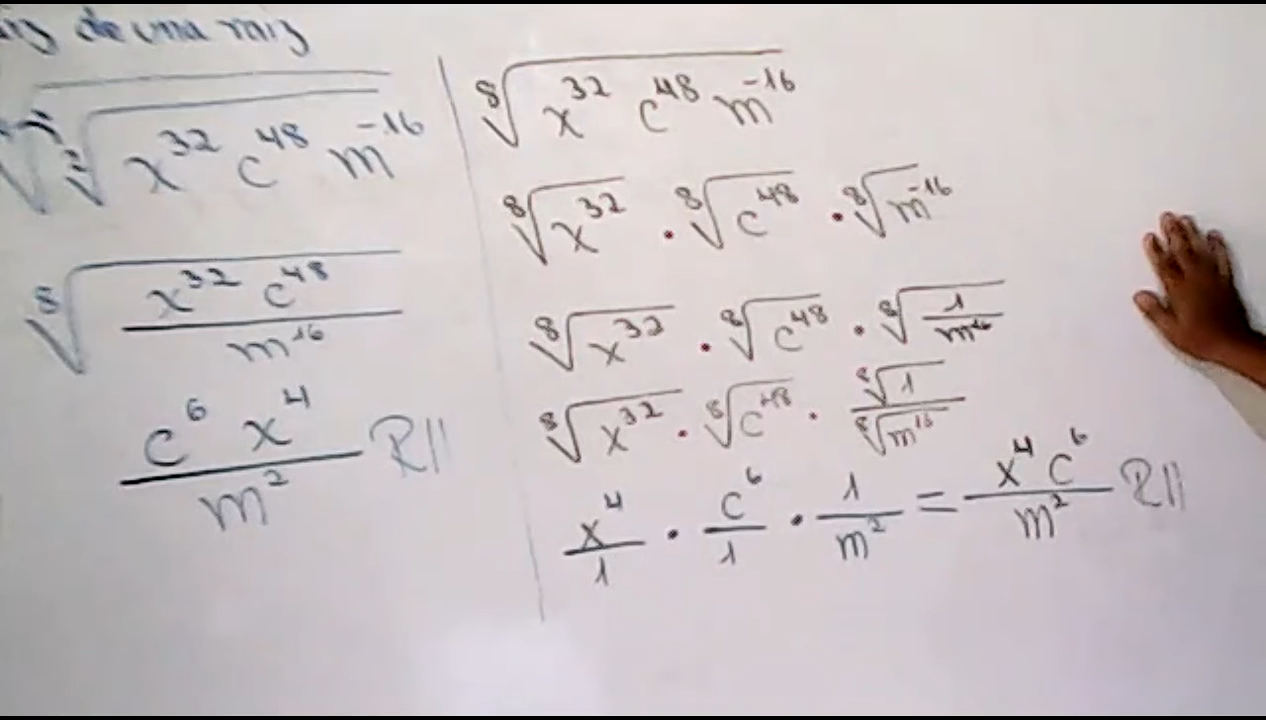 de una raiz
√√x³² c⁴⁸ m⁻¹⁶
⁸√x³² c⁴⁸ / m¹⁶
c⁶ x⁴ / m² R//
⁸√x³² c⁴⁸ m⁻¹⁶
⁸√x³² . ⁸√c⁴⁸ . ⁸√m⁻¹⁶
⁸√x³² . ⁸√c⁴⁸ . ⁸√1/m¹⁶
⁸√x³² . ⁸√c⁴⁸ . ⁸√1 / ⁸√m¹⁶
x⁴/1 . c⁶/1 . 1/m² = x⁴ c⁶ / m² R//